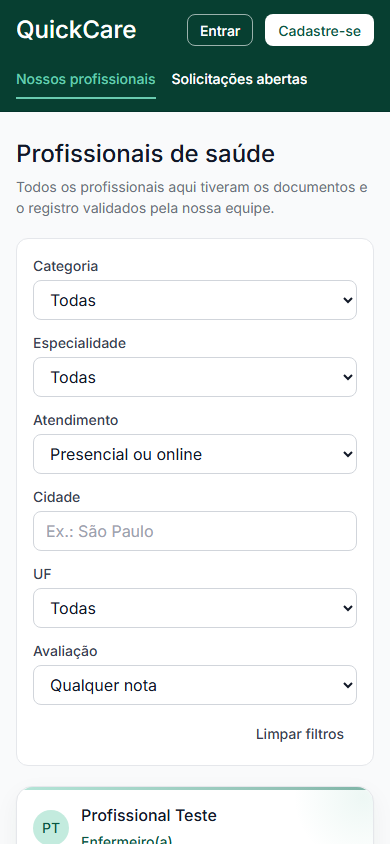 QuickCare
Entrar
Cadastre-se
Nossos profissionais
Solicitações abertas
Profissionais de saúde
Todos os profissionais aqui tiveram os documentos e
o registro validados pela nossa equipe.
Categoria
Todas
Especialidade
Todas
Atendimento
Presencial ou online
Cidade
Ex.: São Paulo
UF
Todas
Avaliação
Qualquer nota
Limpar filtros
PT
Profissional Teste
Enfermeiro(a)